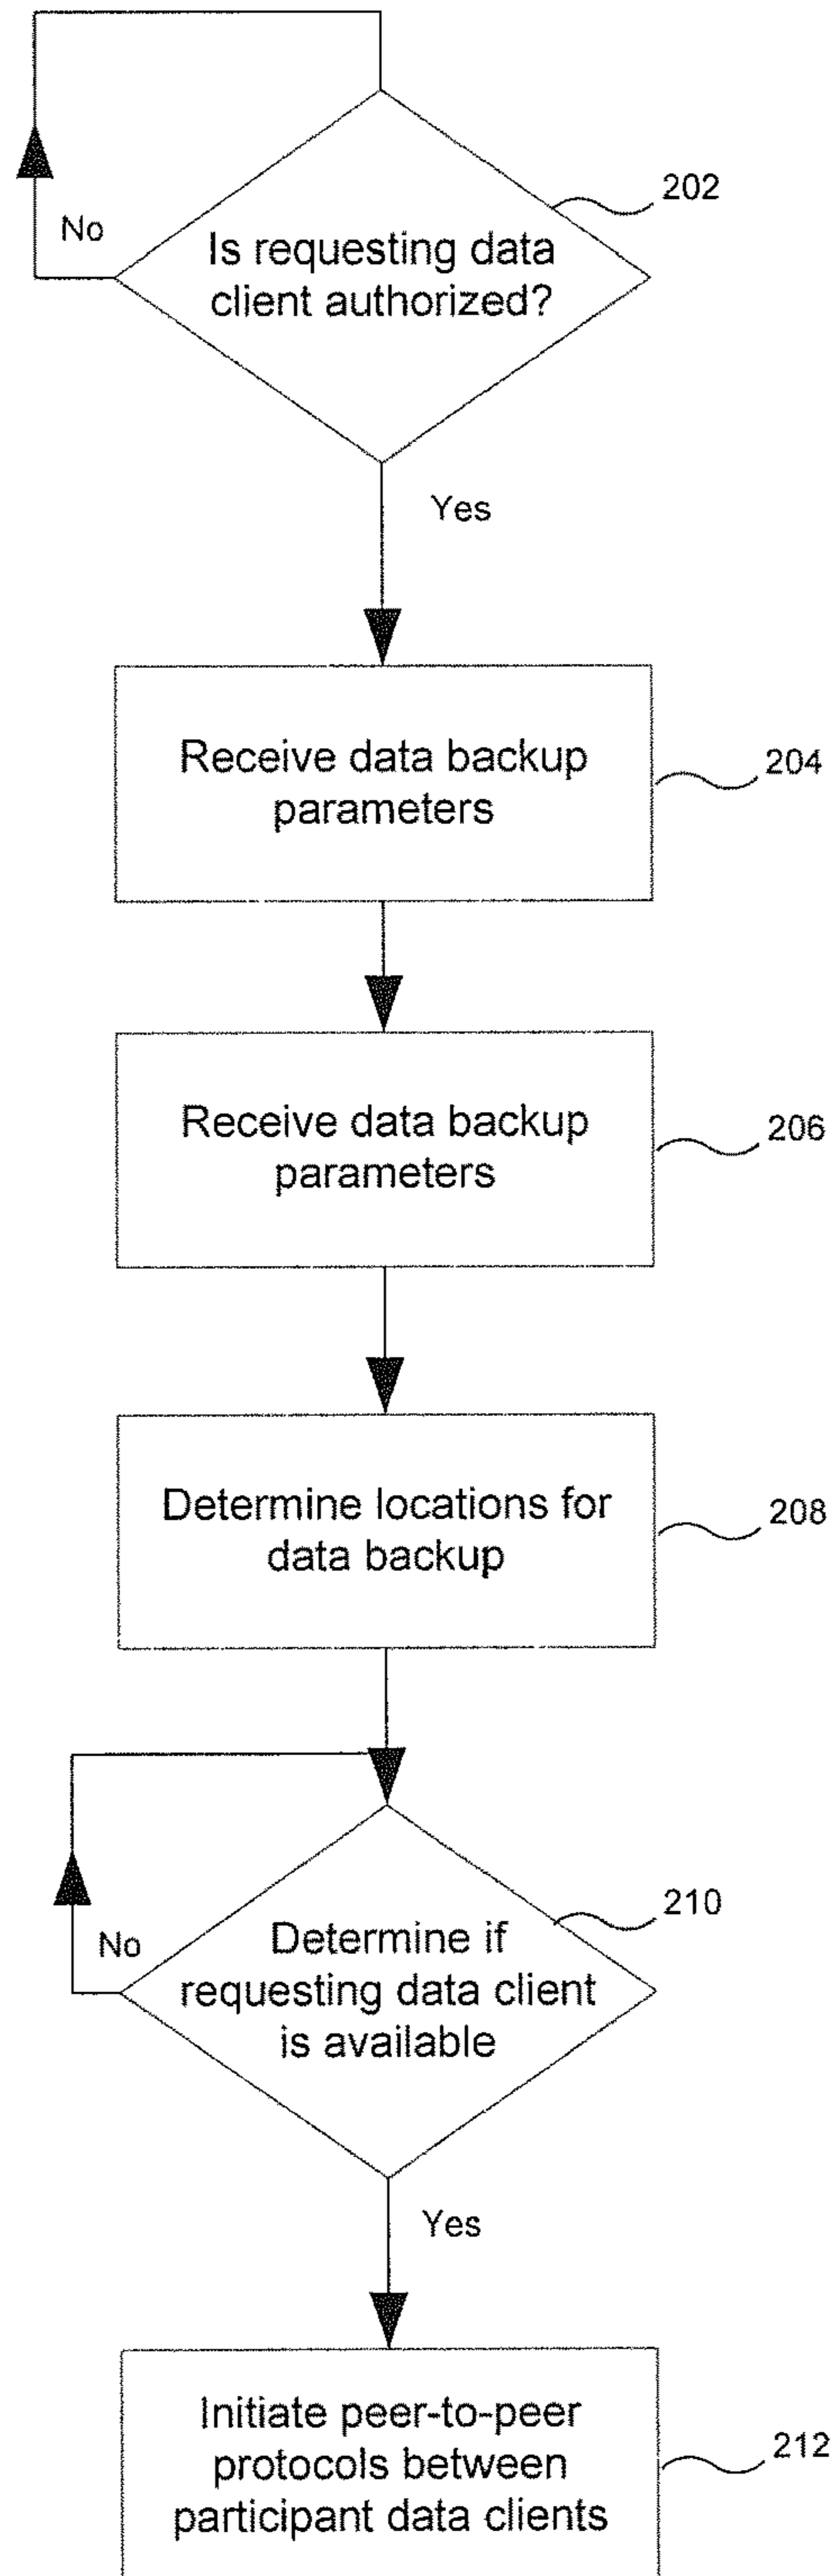 202
No
Is requesting data
client authorized?
Yes
Receive data backup
parameters
204
Receive data backup
parameters
206
Determine locations for
data backup
208
210
No
Determine if
requesting data client
is available
Yes
Initiate peer-to-peer
protocols between
participant data clients
212